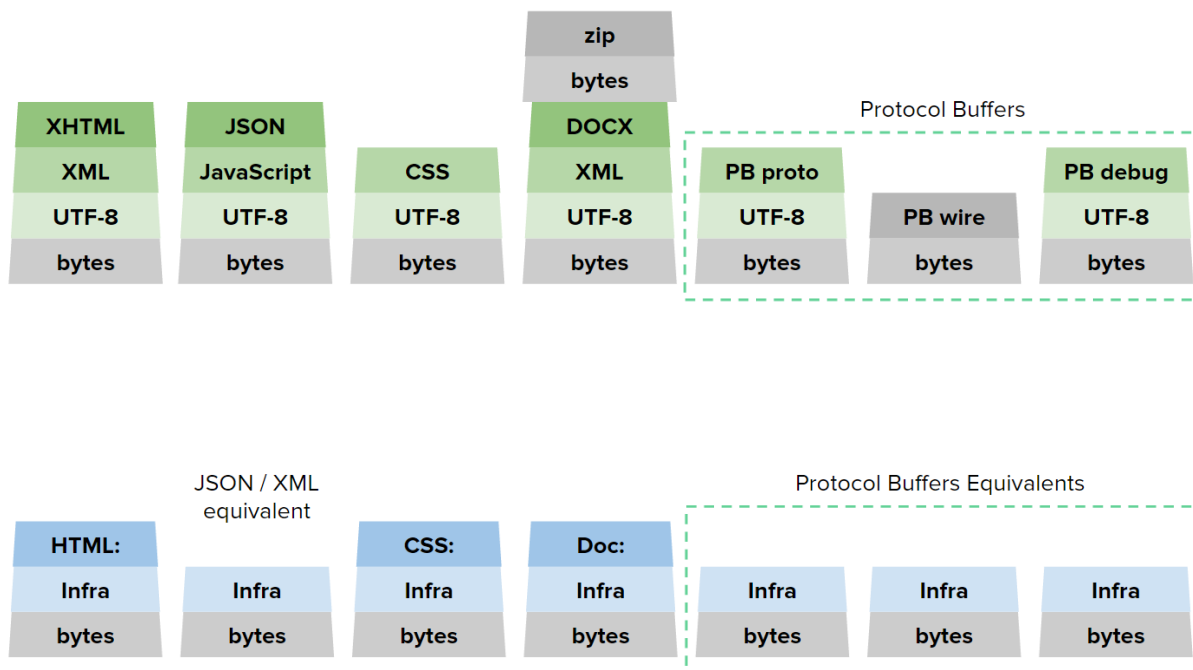 zip
bytes
XHTML JSON DOCX Protocol Buffers
XML JavaScript CSS XML PB proto PB debug
UTF-8 UTF-8 UTF-8 UTF-8 UTF-8 PB wire UTF-8
bytes bytes bytes bytes bytes bytes bytes
JSON / XML
equivalent
Protocol Buffers Equivalents
HTML: CSS: Doc:
Infra Infra Infra Infra Infra Infra Infra
bytes bytes bytes bytes bytes bytes bytes